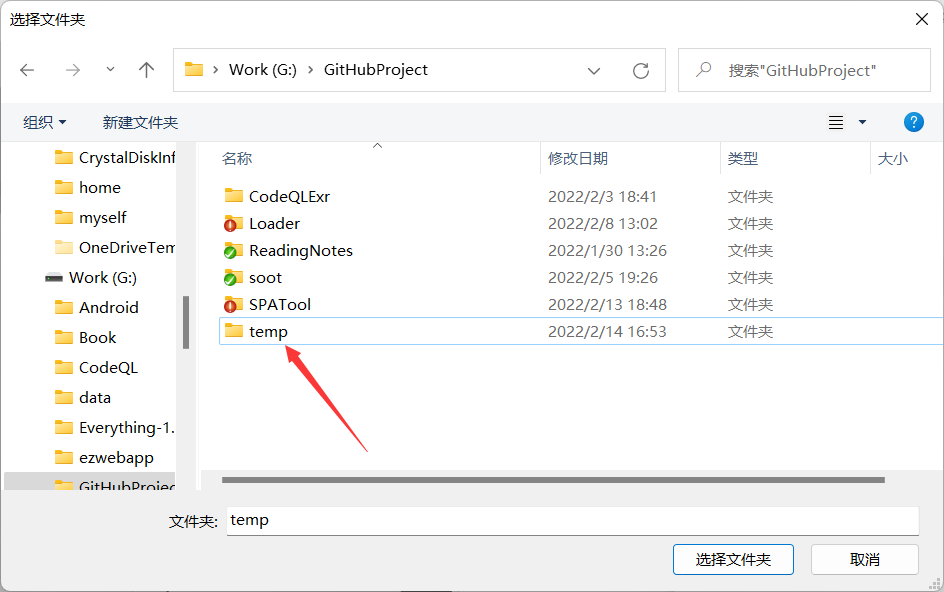 选择文件夹
Work (G:) › GitHubProject
搜索"GitHubProject"
组织 新建文件夹
CrystalDiskInf
home
myself
OneDriveTem
Work (G:)
Android
Book
CodeQL
data
Everything-1.
ezwebapp
GitHubProjec
名称 修改日期 类型 大小
CodeQLExr 2022/2/3 18:41 文件夹
Loader 2022/2/8 13:02 文件夹
ReadingNotes 2022/1/30 13:26 文件夹
soot 2022/2/5 19:26 文件夹
SPATool 2022/2/13 18:48 文件夹
temp 2022/2/14 16:53 文件夹
文件夹: temp
选择文件夹 取消